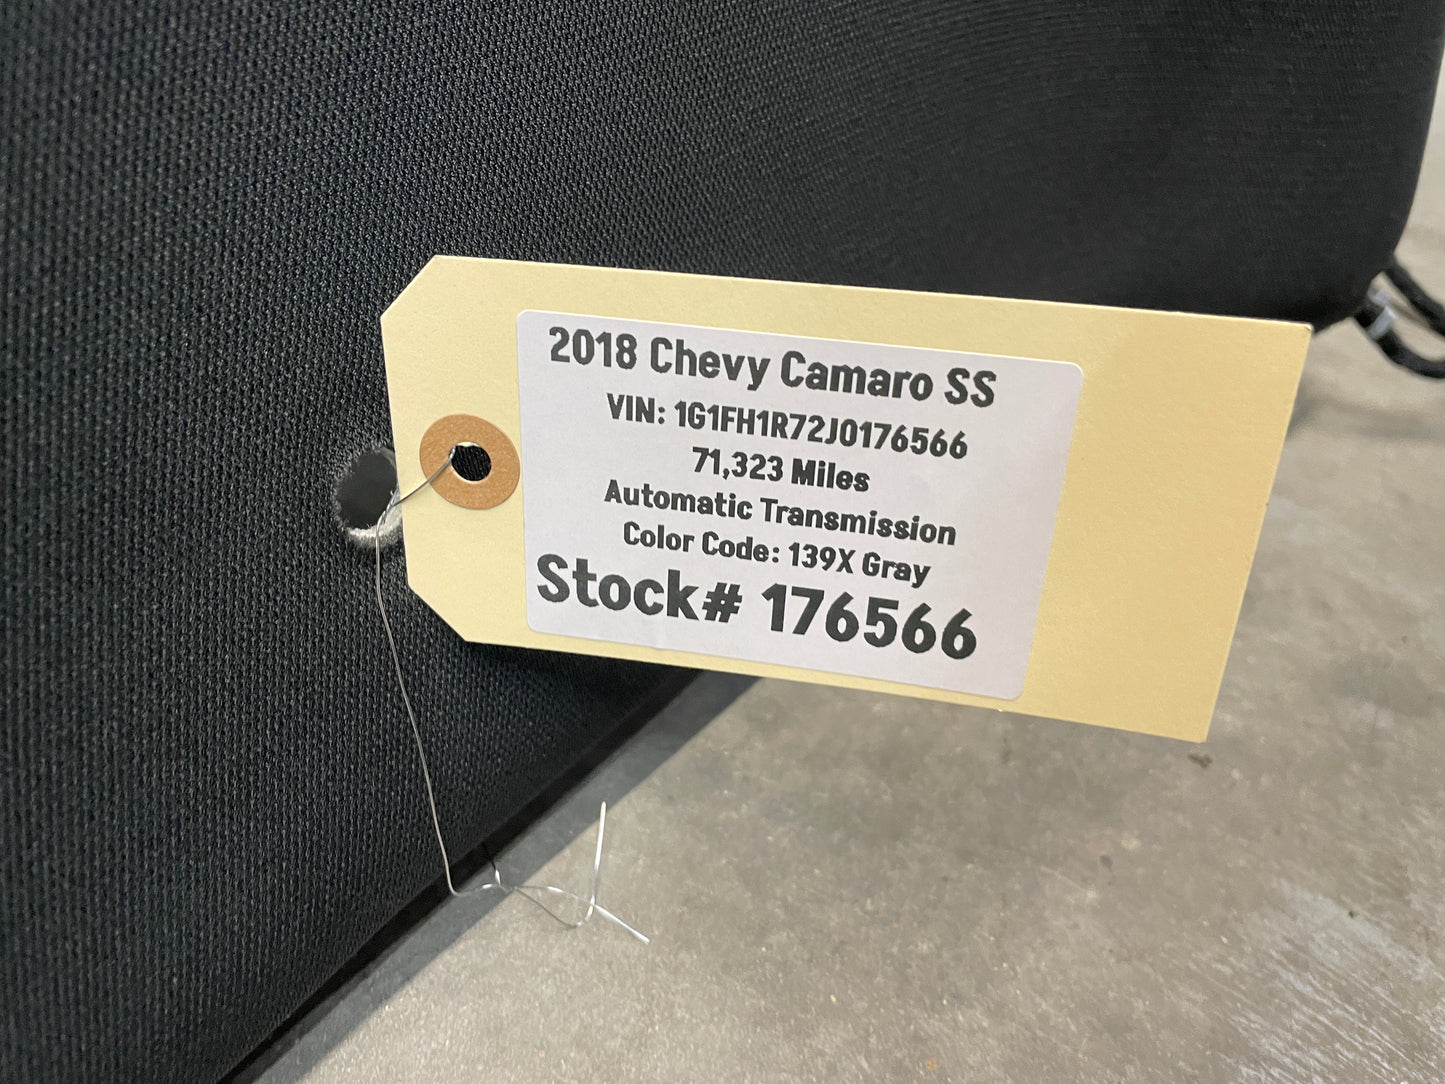 2018 Chevy Camaro SS
VIN: 1G1FH1R72J0176566
71,323 Miles
Automatic Transmission
Color Code: 139X Gray
Stock# 176566